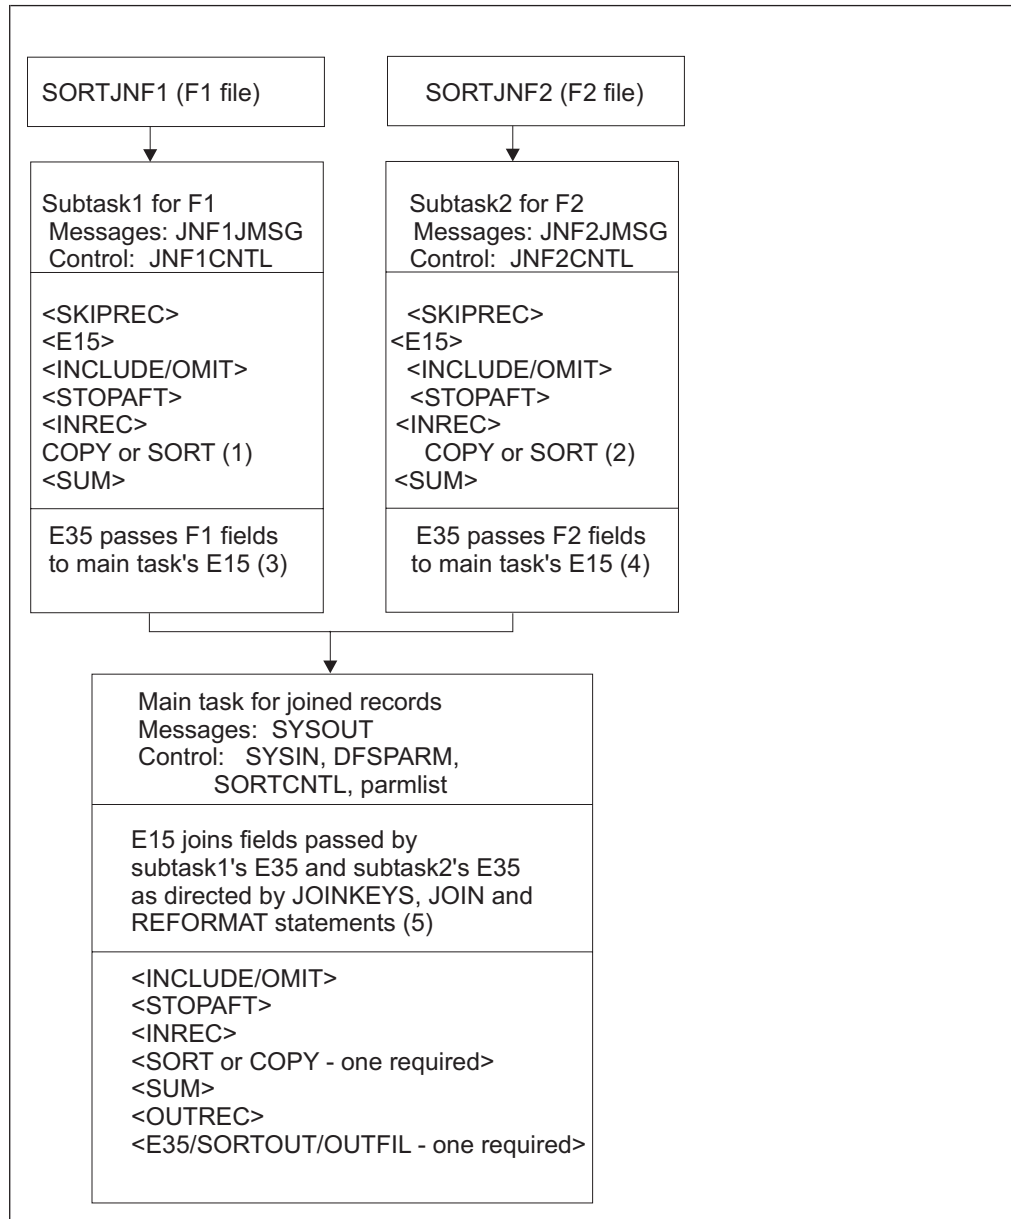 SORTJNF1 (F1 file)
SORTJNF2 (F2 file)
Subtask1 for F1
Messages: JNF1JMSG
Control: JNF1CNTL
Subtask2 for F2
Messages: JNF2JMSG
Control: JNF2CNTL
<SKIPREC>
<E15>
<INCLUDE/OMIT>
<STOPAFT>
<INREC>
COPY or SORT (1)
<SUM>
<SKIPREC>
<E15>
<INCLUDE/OMIT>
<STOPAFT>
<INREC>
COPY or SORT (2)
<SUM>
E35 passes F1 fields
to main task's E15 (3)
E35 passes F2 fields
to main task's E15 (4)
Main task for joined records
Messages: SYSOUT
Control: SYSIN, DFSPARM,
SORTCNTL, parmlist
E15 joins fields passed by
subtask1's E35 and subtask2's E35
as directed by JOINKEYS, JOIN and
REFORMAT statements (5)
<INCLUDE/OMIT>
<STOPAFT>
<INREC>
<SORT or COPY - one required>
<SUM>
<OUTREC>
<E35/SORTOUT/OUTFIL - one required>